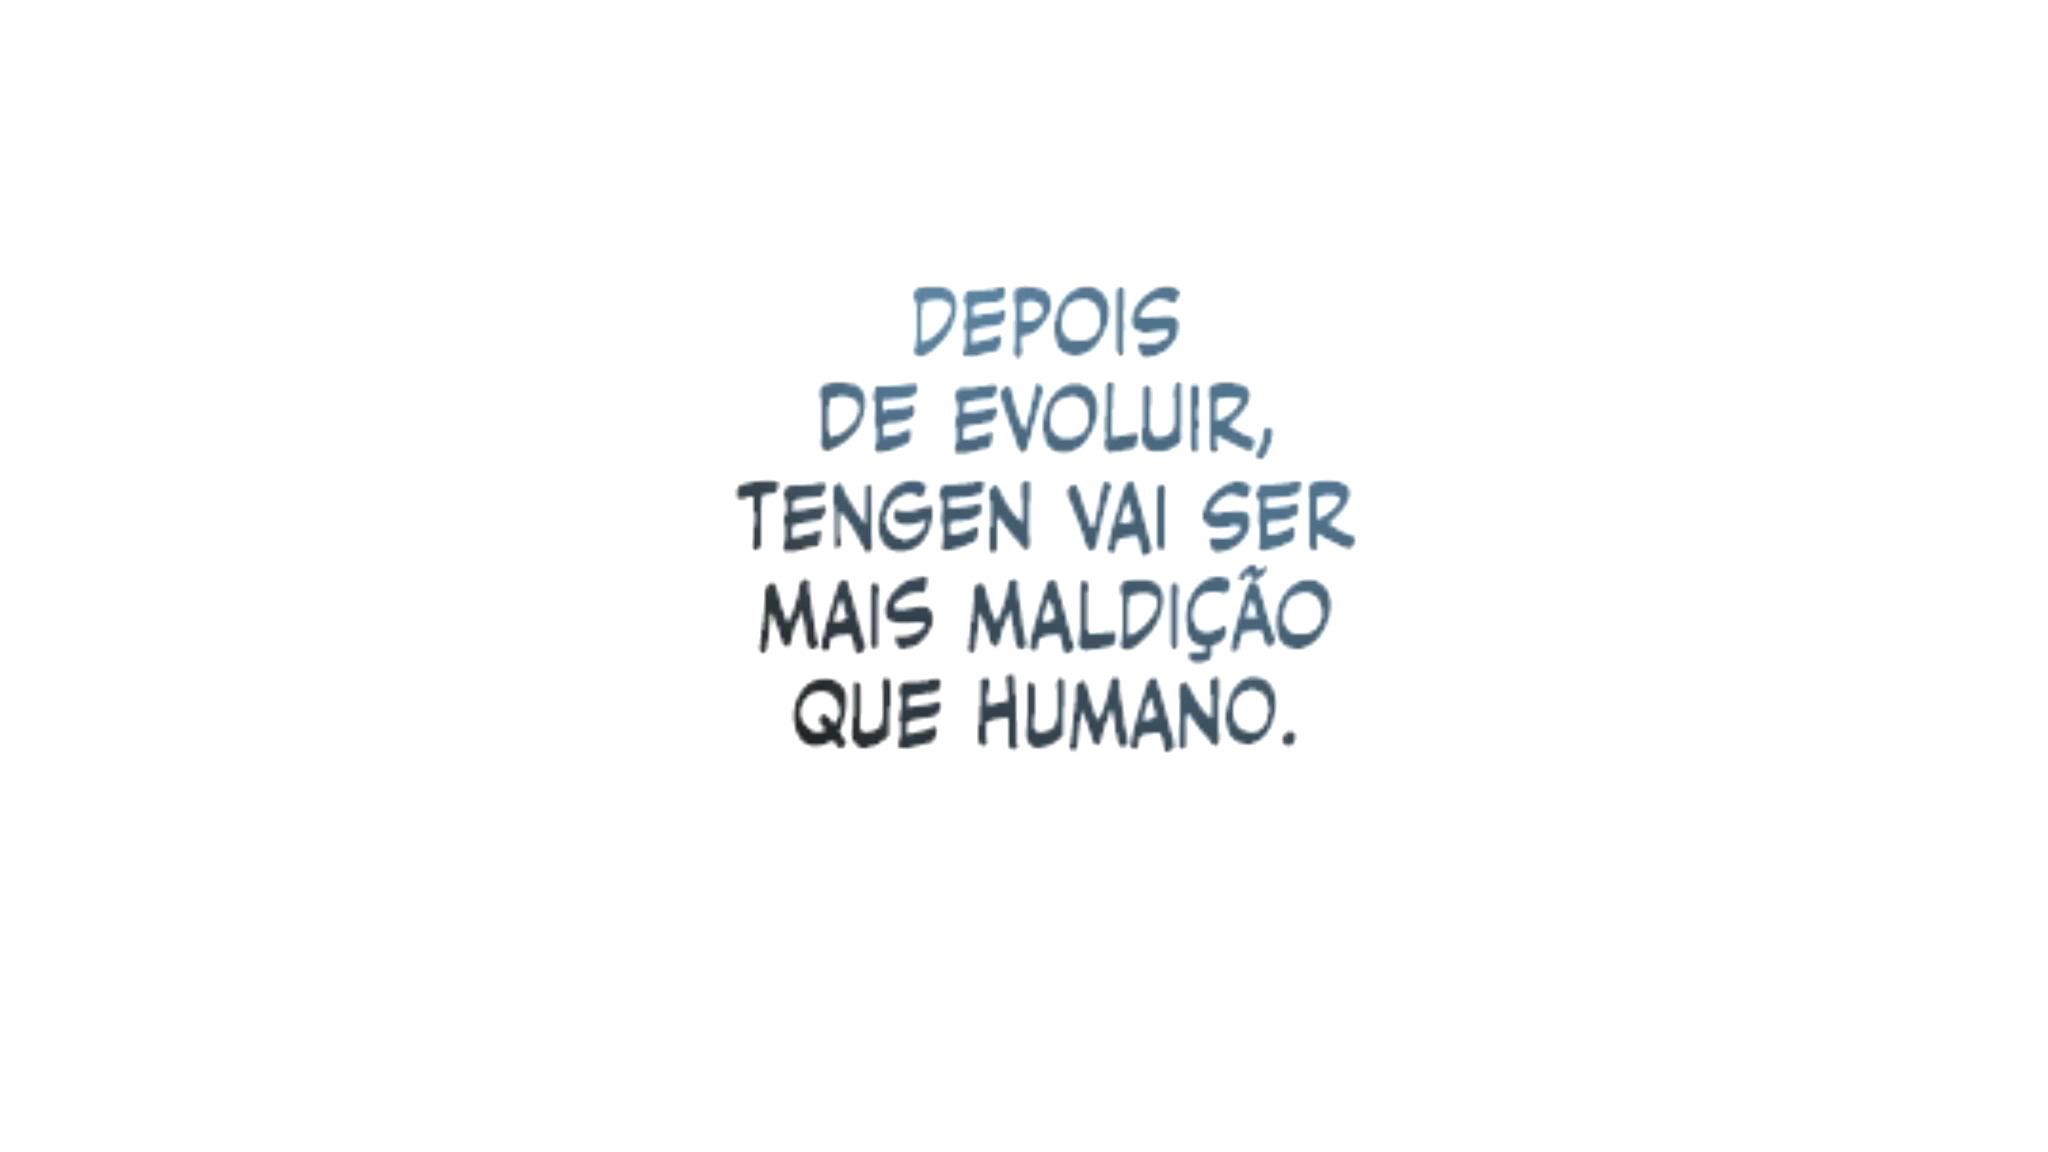 DEPOIS
DE EVOLUIR,
TENGEN VAI SER
MAIS MALDIÇÃO
QUE HUMANO.